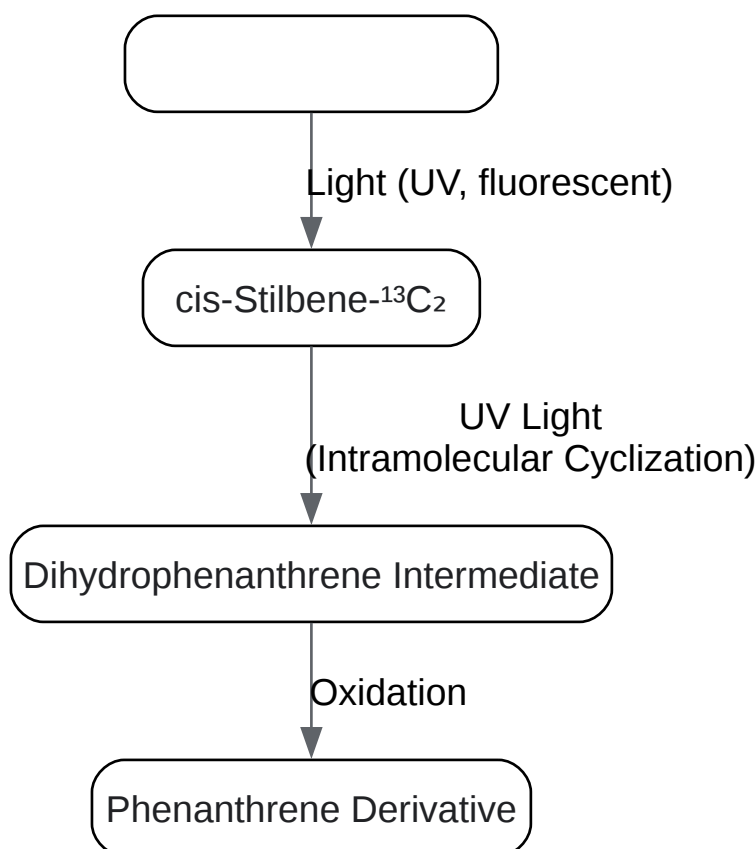 Light (UV, fluorescent)
cis-Stilbene-¹³C₂
UV Light
(Intramolecular Cyclization)
Dihydrophenanthrene Intermediate
Oxidation
Phenanthrene Derivative